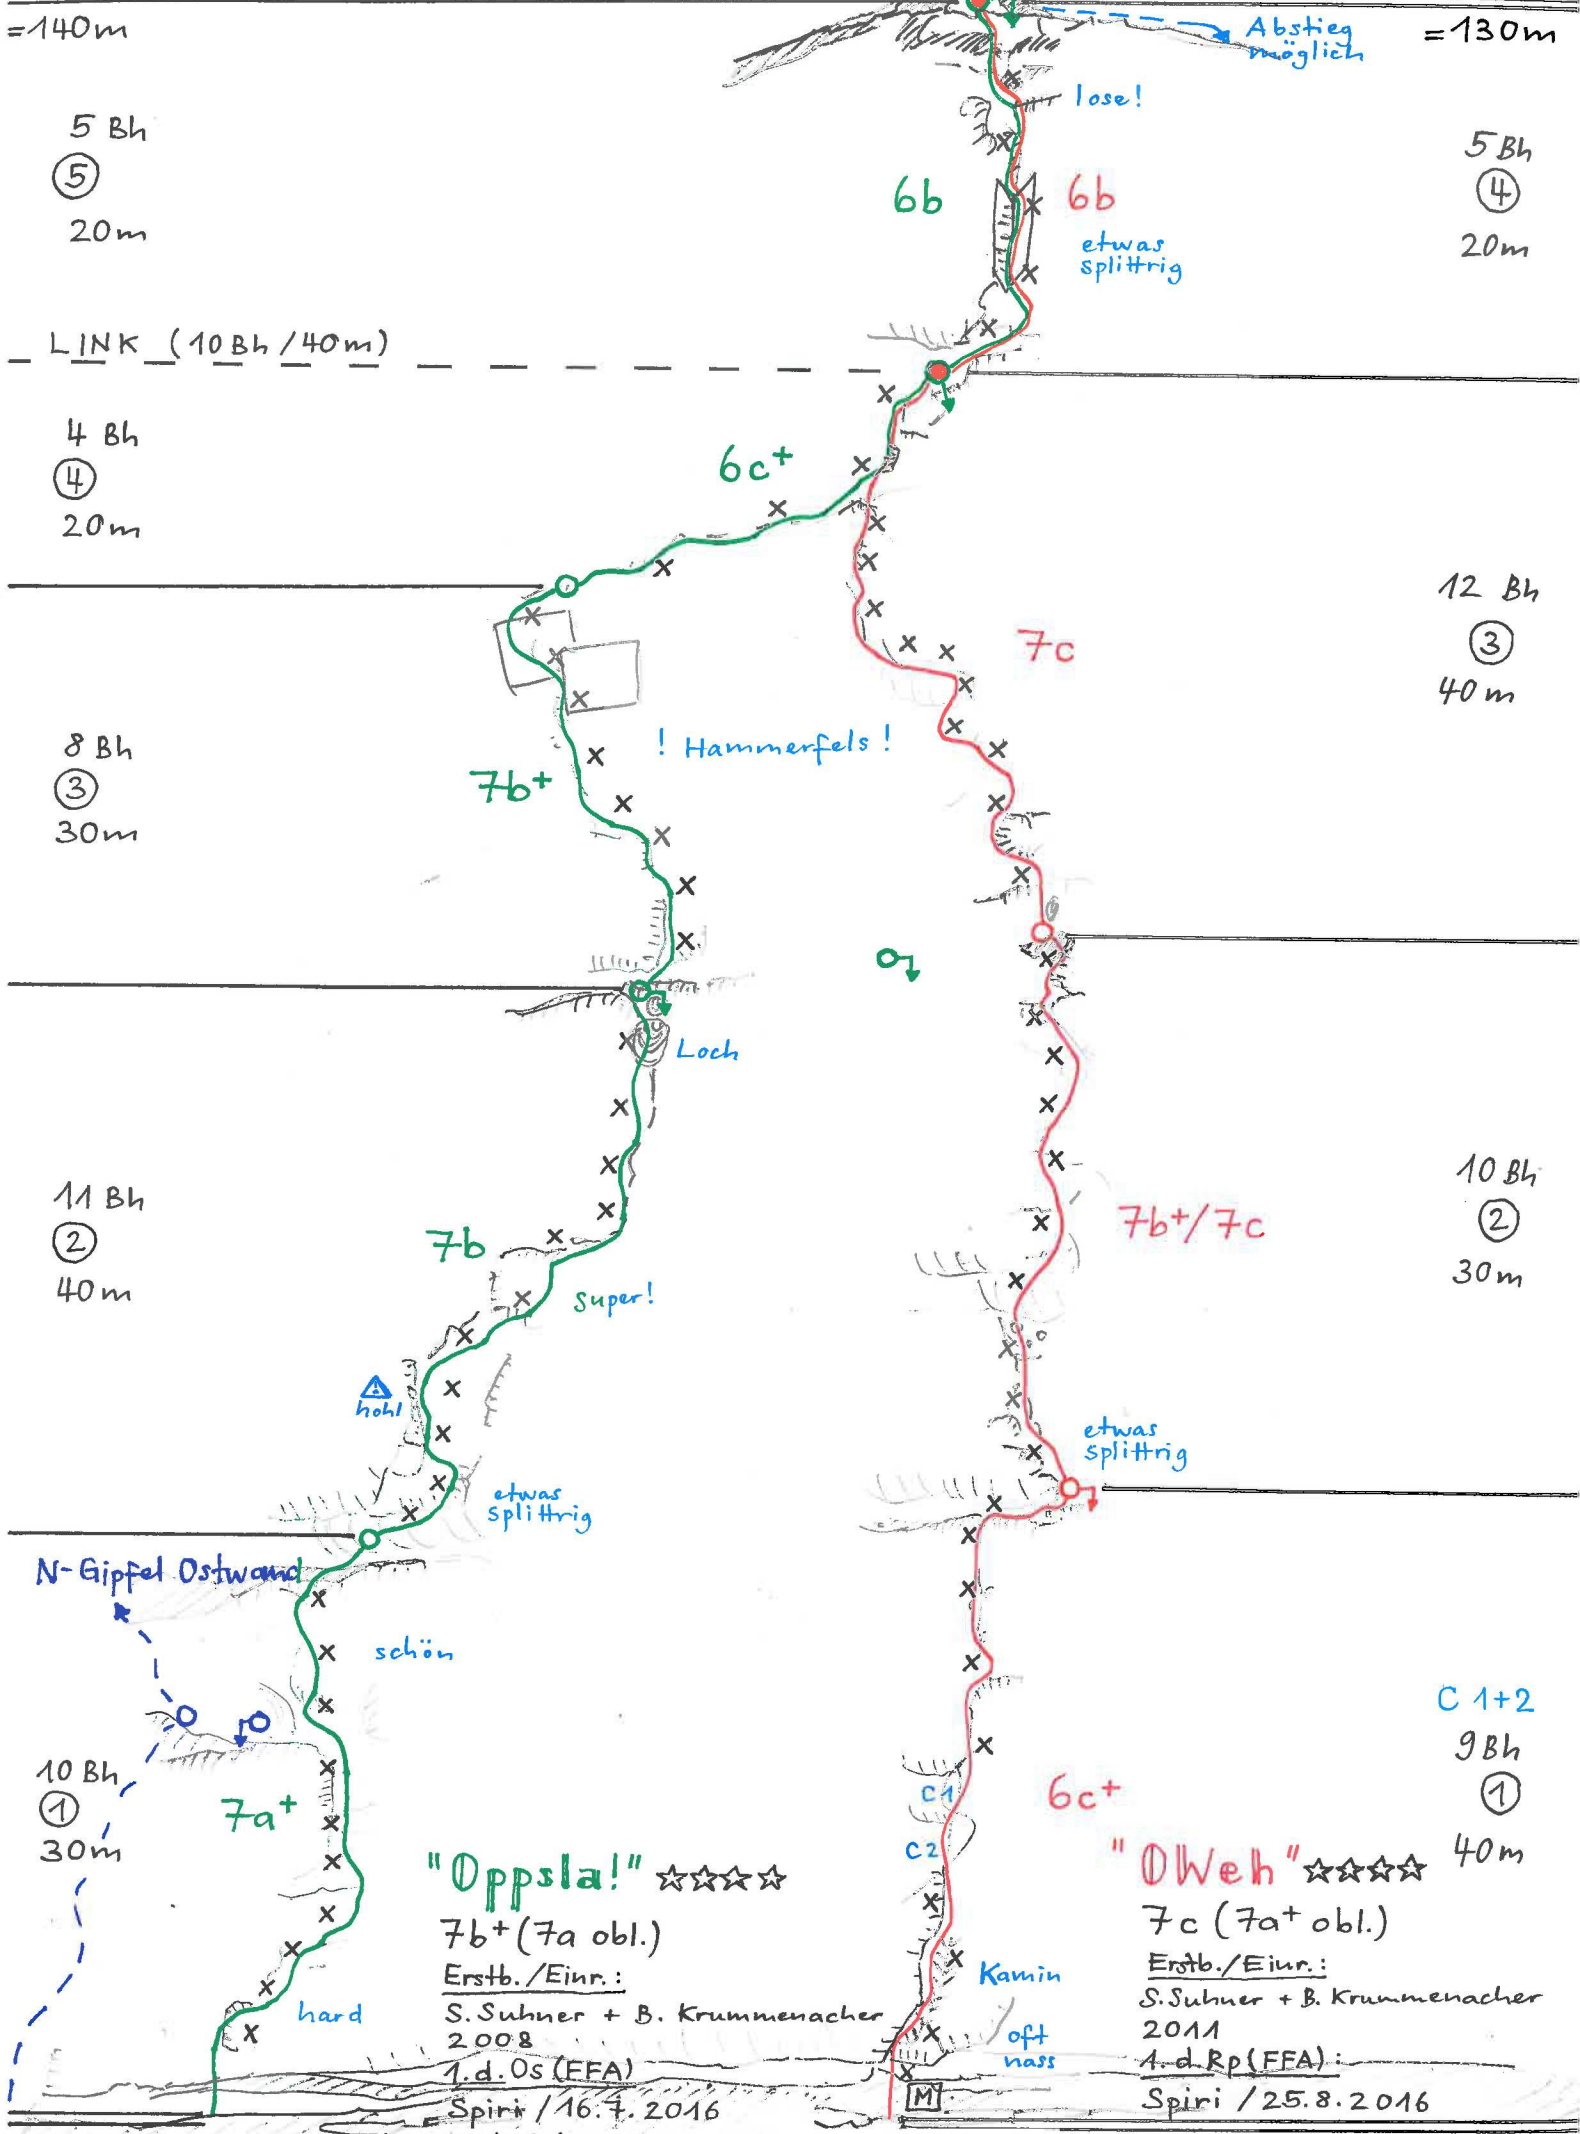 =140m
Abstieg
möglich
=130m
lose!
5 Bh
5
20m
6b
6b
etwas
splittrig
5 Bh
4
20m
LINK (10 Bh/40m)
4 Bh
4
20m
6c+
12 Bh
3
40m
7c
! Hammerfels !
8 Bh
3
30m
7b+
Loch
10 Bh
2
30m
7b+/7c
11 Bh
2
40m
7b
super!
hohl
etwas
splittrig
etwas
splittrig
N-Gipfel Ostwand
schön
C 1+2
9 Bh
1
40m
10 Bh
1
30m
7a+
C1
C2
6c+
"Oppsla!" ☆☆☆☆
7b+ (7a obl.)
Erstb./Einr.:
S. Suhner + B. Krummenacher
2008
1. d. Os (FFA)
Spiri / 16.7.2016
hard
Kamin
oft
nass
M
"OWeh" ☆☆☆☆
7c (7a+ obl.)
Erstb./Einr.:
S. Suhner + B. Krummenacher
2011
1. d. Rp (FFA):
Spiri / 25.8.2016